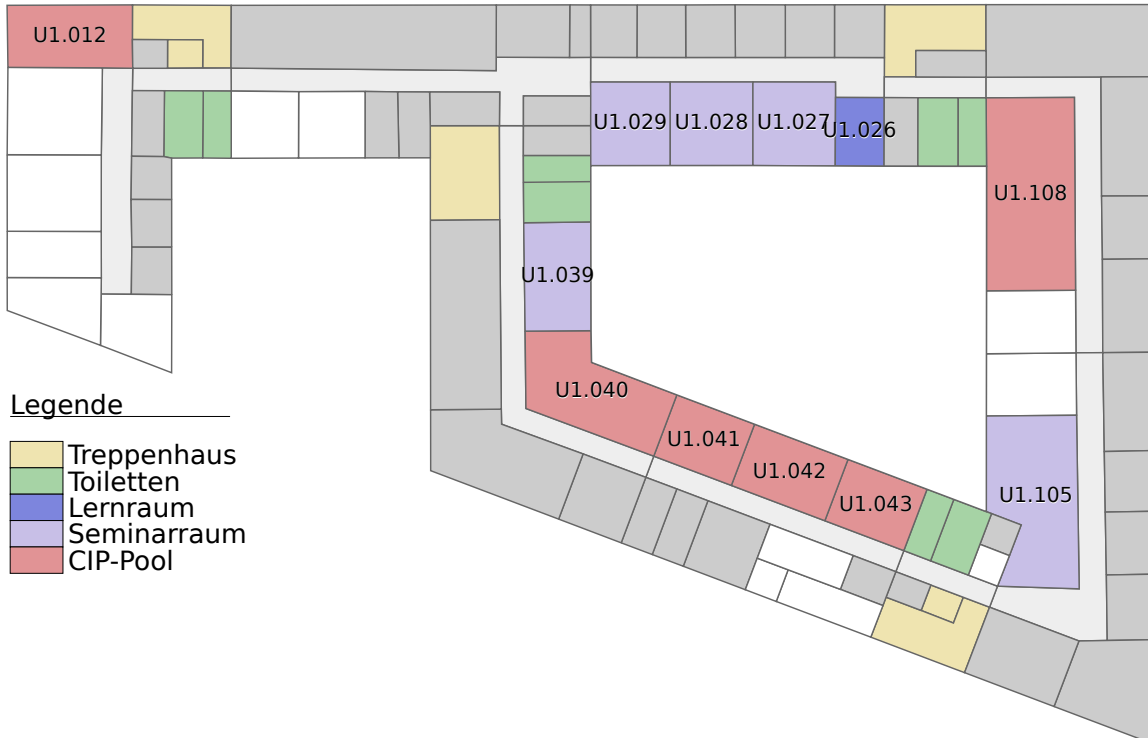 U1.012
U1.029
U1.028
U1.027
U1.026
U1.108
U1.039
U1.040
U1.041
U1.042
U1.043
U1.105
Legende
Treppenhaus
Toiletten
Lernraum
Seminarraum
CIP-Pool